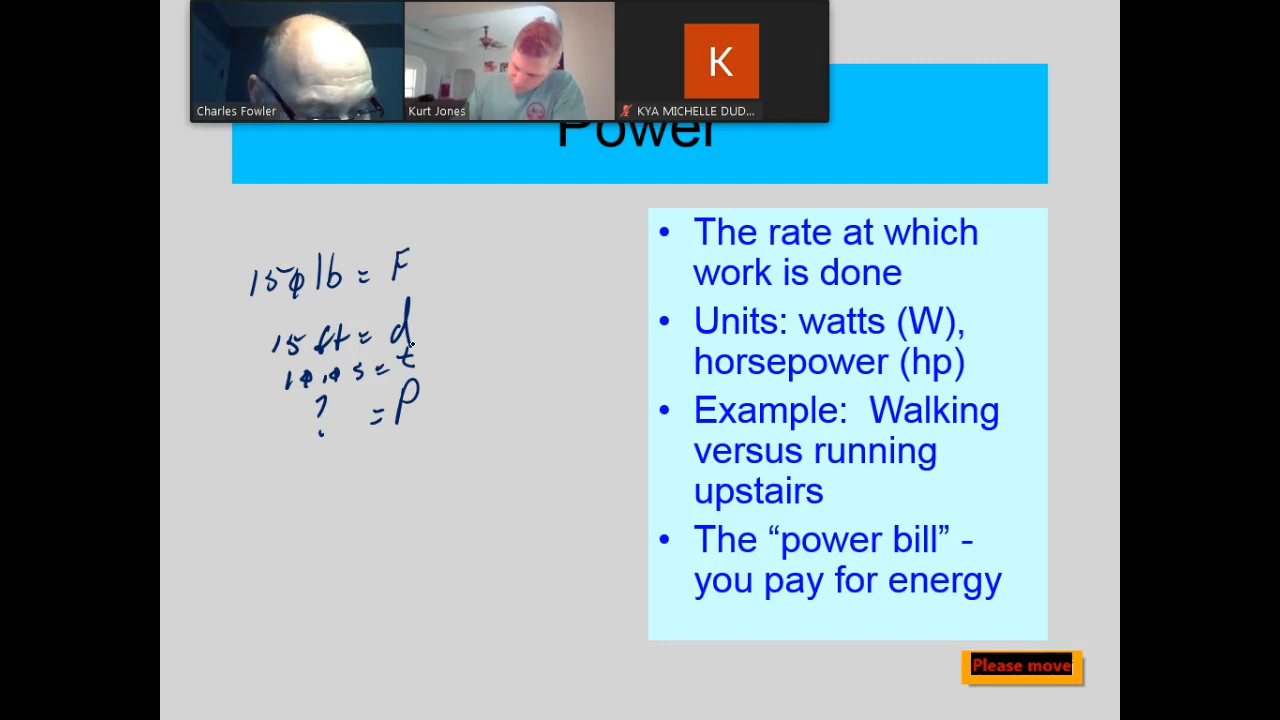 Charles Fowler
Kurt Jones
K
KYA MICHELLE DUD...
Power
150 lb = F
15 ft = d
10.0 s = t
? = P
• The rate at which
work is done
• Units: watts (W),
horsepower (hp)
• Example: Walking
versus running
upstairs
• The “power bill” -
you pay for energy
Please move